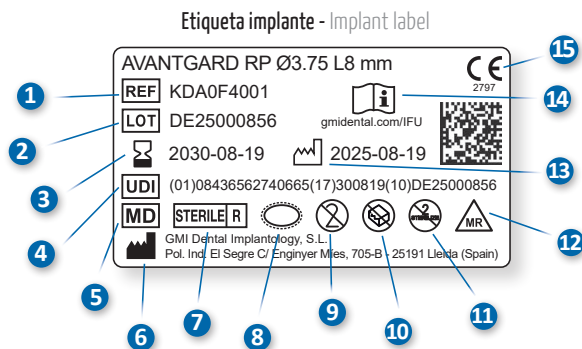 Etiqueta implante - Implant label
AVANTGARD RP Ø3.75 L8 mm
CE
15
2797
1
REF KDA0F4001
14
gmidental.com/IFU
2
LOT DE25000856
3
2030-08-19
2025-08-19
13
4
UDI (01)08436562740665(17)300819(10)DE25000856
5
MD STERILE R
2
2
STERILIZE
MR
12
GMI Dental Implantology, S.L.
Pol. Ind. El Segre C/ Enginyer Mies, 705-B - 25191 Lleida (Spain)
6
7
8
9
10
11